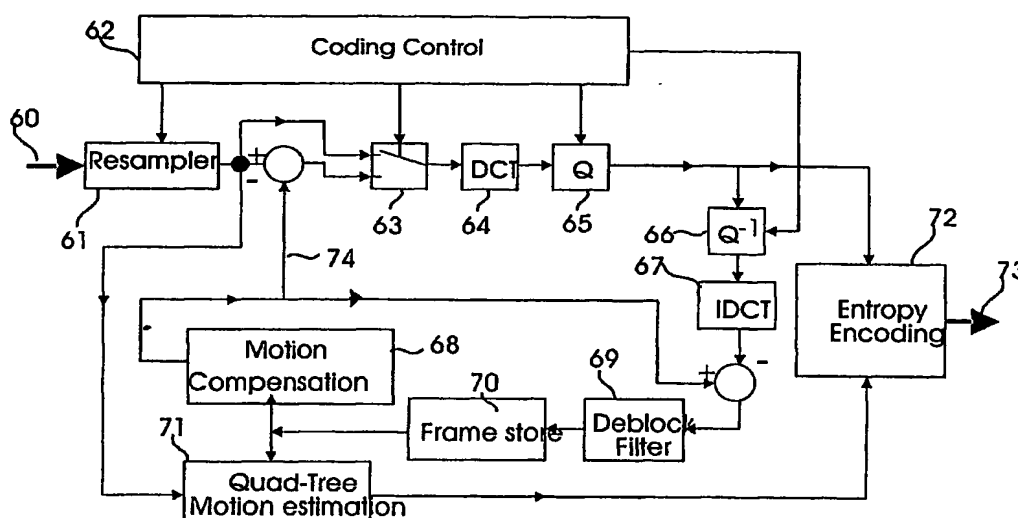 62
Coding Control
60
Resampler
+
-
DCT
Q
61
63
64
65
66
Q-1
72
67
IDCT
73
74
Entropy
Encoding
Motion
Compensation
68
+
-
69
70
Frame store
Deblock
Filter
71
Quad-Tree
Motion estimation